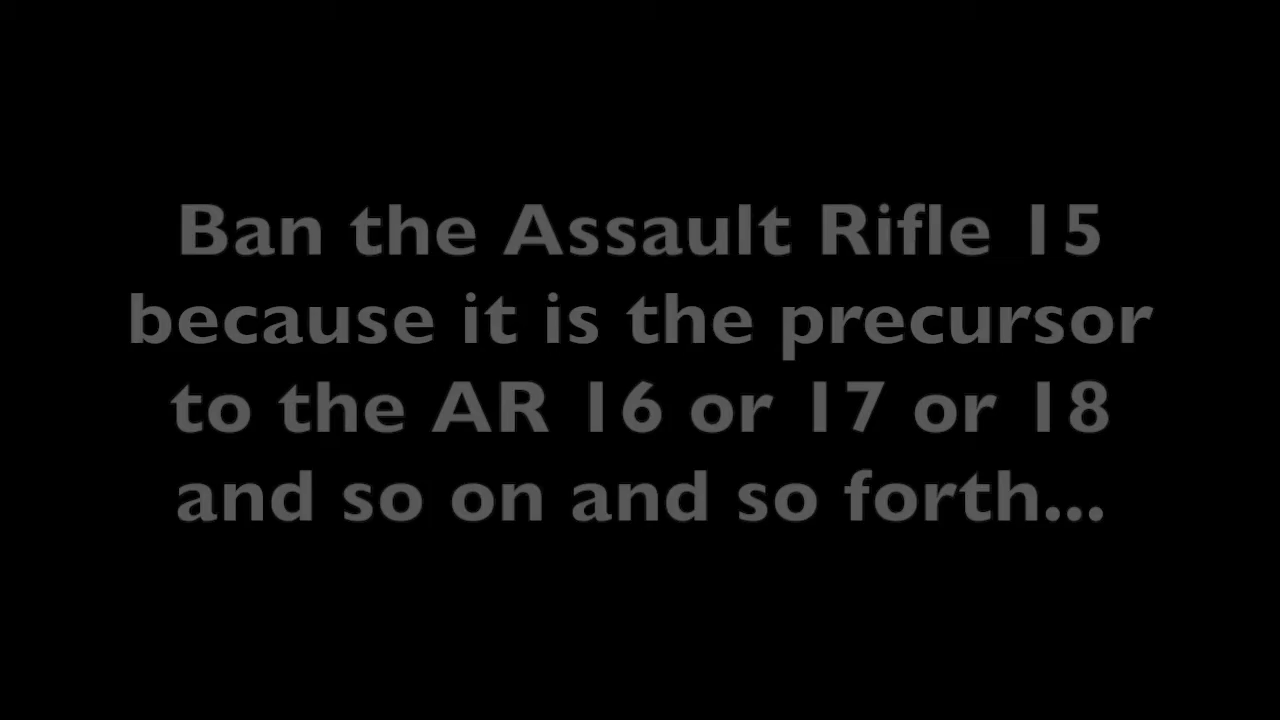 Ban the Assault Rifle 15
because it is the precursor
to the AR 16 or 17 or 18
and so on and so forth...